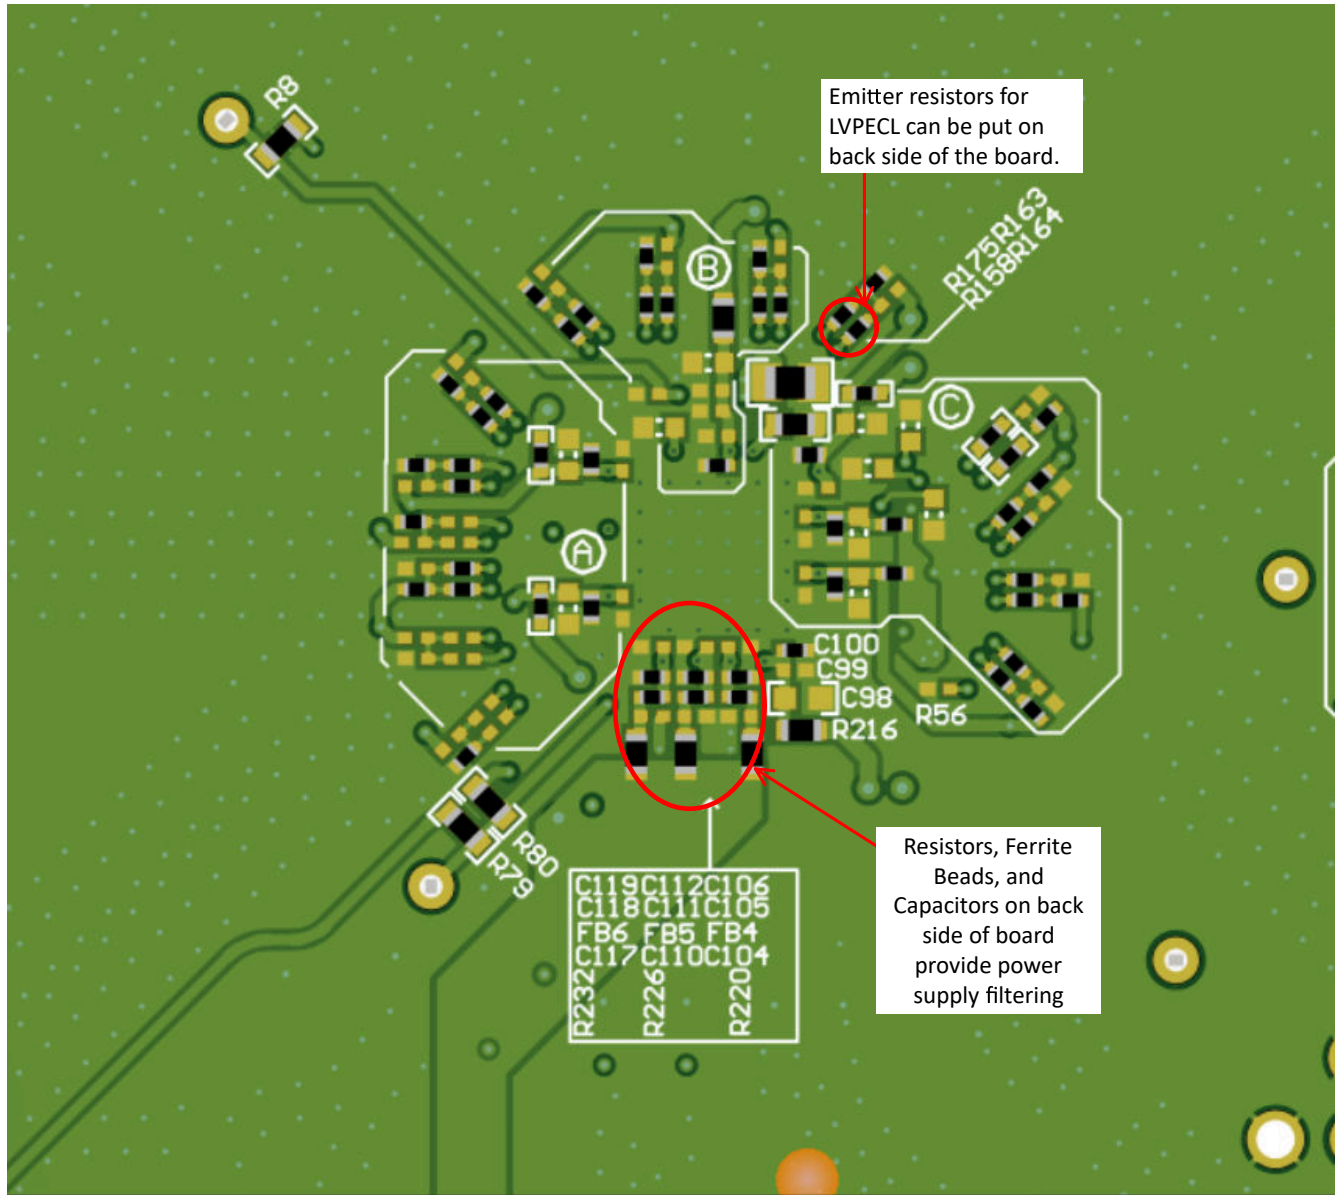 R8
Emitter resistors for
LVPECL can be put on
back side of the board.
R175R163
R158R164
B
C
A
C100
C99
C98
R216
R56
R80
R79
C119C112C106
C118C111C105
FB6 FB5 FB4
C117C110C104
R232 R226 R220
Resistors, Ferrite
Beads, and
Capacitors on back
side of board
provide power
supply filtering